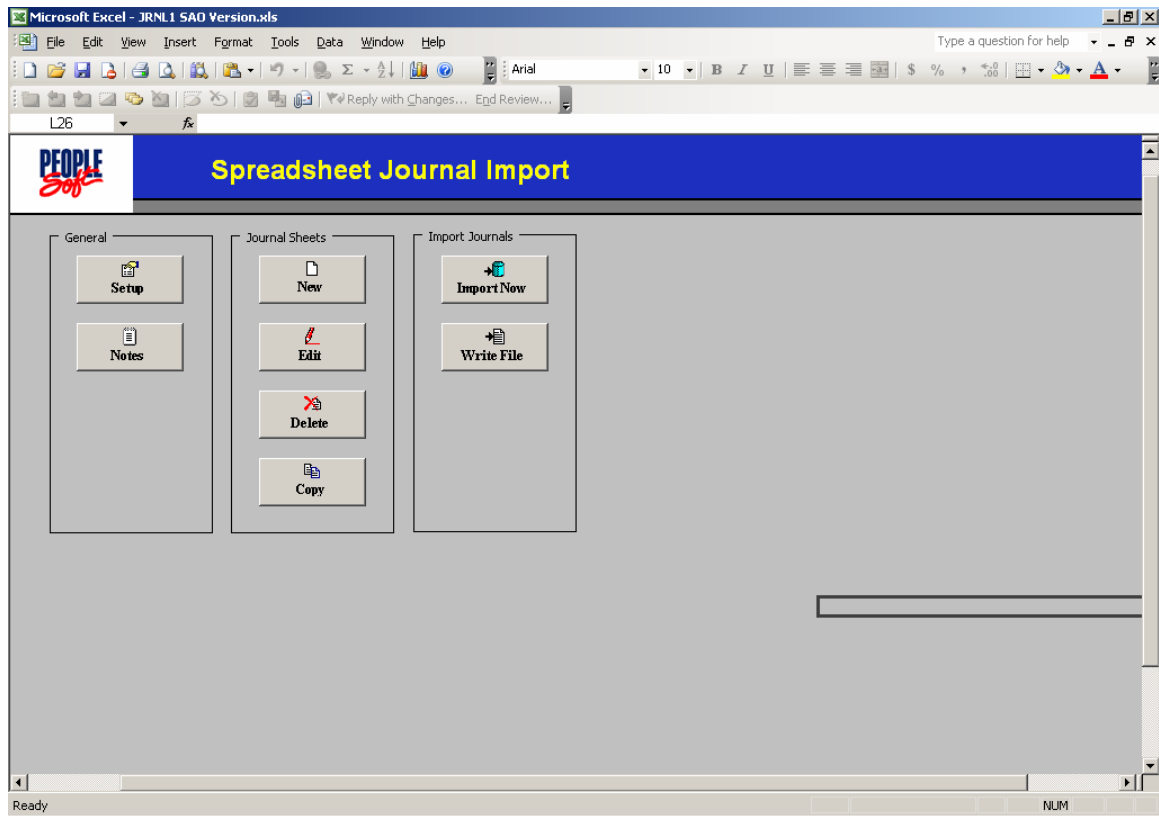 Microsoft Excel - JRNL1 SAO Version.xls
File Edit View Insert Format Tools Data Window Help Type a question for help
Arial 10 B I U $ % ,
Reply with Changes... End Review...
L26 fx
PEOPLE Soft Spreadsheet Journal Import
General Journal Sheets Import Journals
Setup New Import Now
Notes Edit Write File
Delete
Copy
Ready NUM